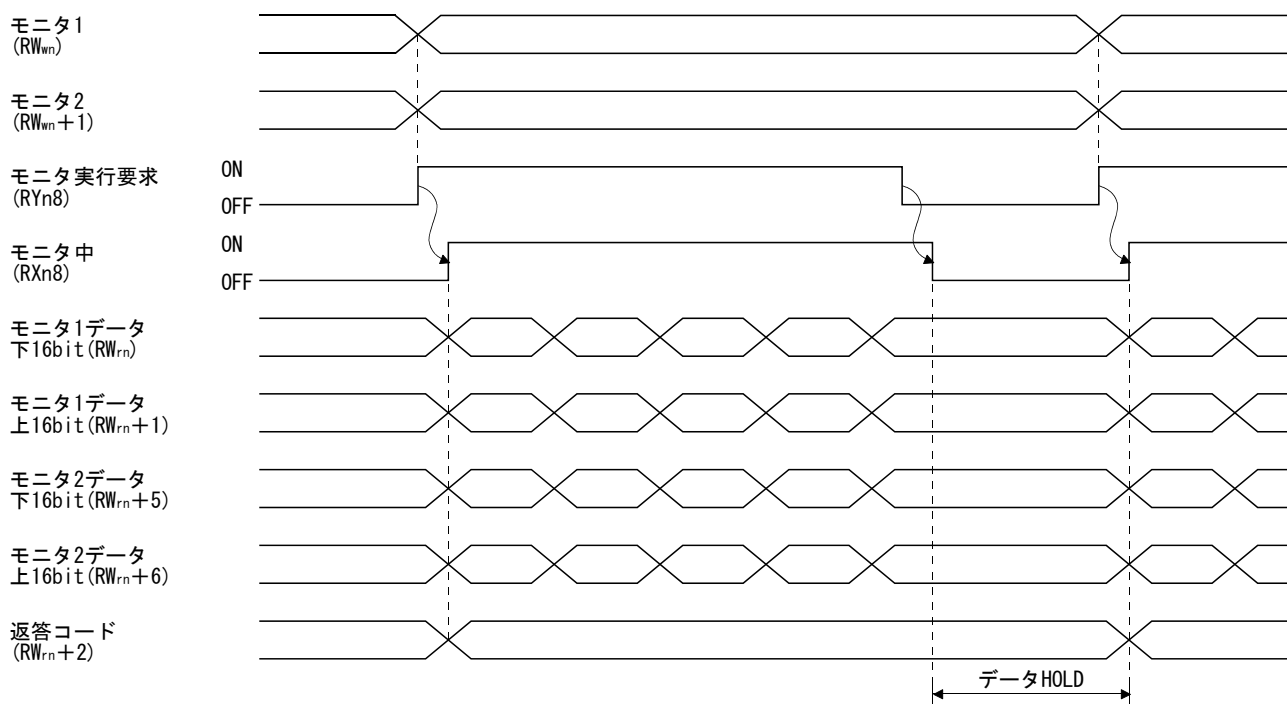 モニタ1
(RWwn)
モニタ2
(RWwn+1)
モニタ実行要求
(RYn8)
ON
OFF
モニタ中
(RXn8)
ON
OFF
モニタ1データ
下16bit(RWrn)
モニタ1データ
上16bit(RWrn+1)
モニタ2データ
下16bit(RWrn+5)
モニタ2データ
上16bit(RWrn+6)
返答コード
(RWrn+2)
データHOLD